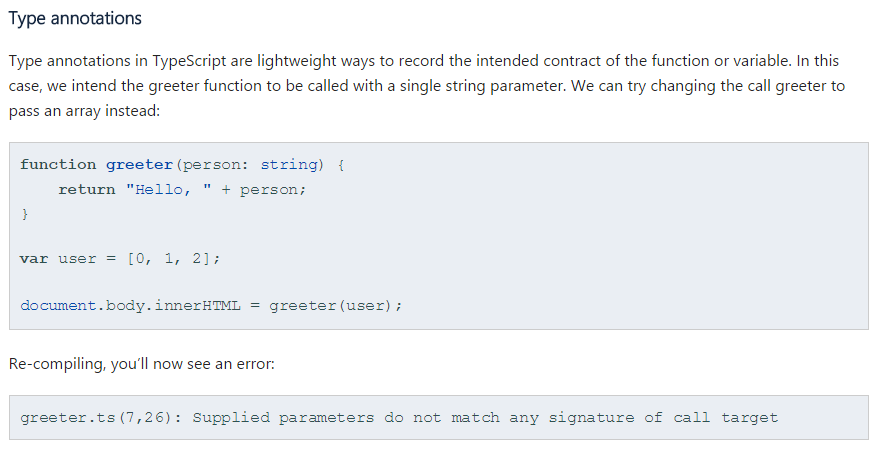 Type annotations
Type annotations in TypeScript are lightweight ways to record the intended contract of the function or variable. In this
case, we intend the greeter function to be called with a single string parameter. We can try changing the call greeter to
pass an array instead:
function greeter(person: string) {
    return "Hello, " + person;
}
var user = [0, 1, 2];
document.body.innerHTML = greeter(user);
Re-compiling, you'll now see an error:
greeter.ts(7,26): Supplied parameters do not match any signature of call target